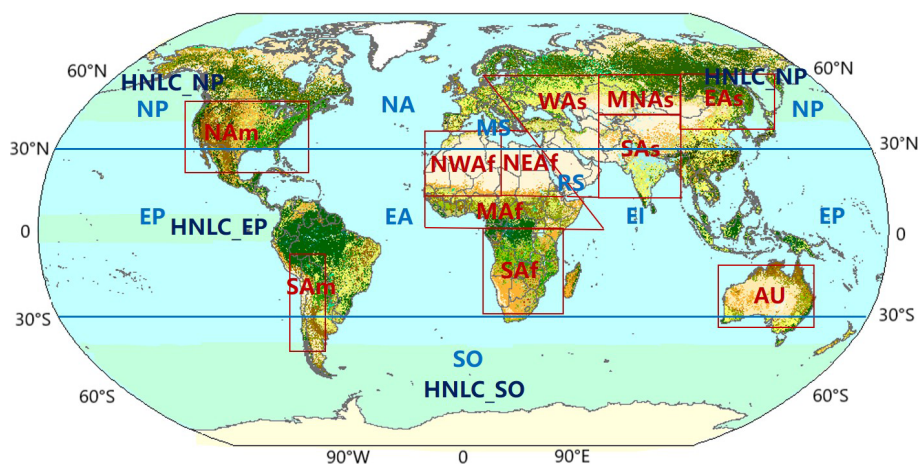 60°N
HNLC_NP
HNLC_NP
60°N
NP
NA
WAs
MNAs
EAs
NP
NAm
MS
30°N
30°N
NWAf
NEAf
SAs
RS
EP
HNLC_EP
EA
MAf
EI
EP
0
0
SAm
SAf
AU
30°S
30°S
SO
HNLC_SO
60°S
60°S
90°W
0
90°E